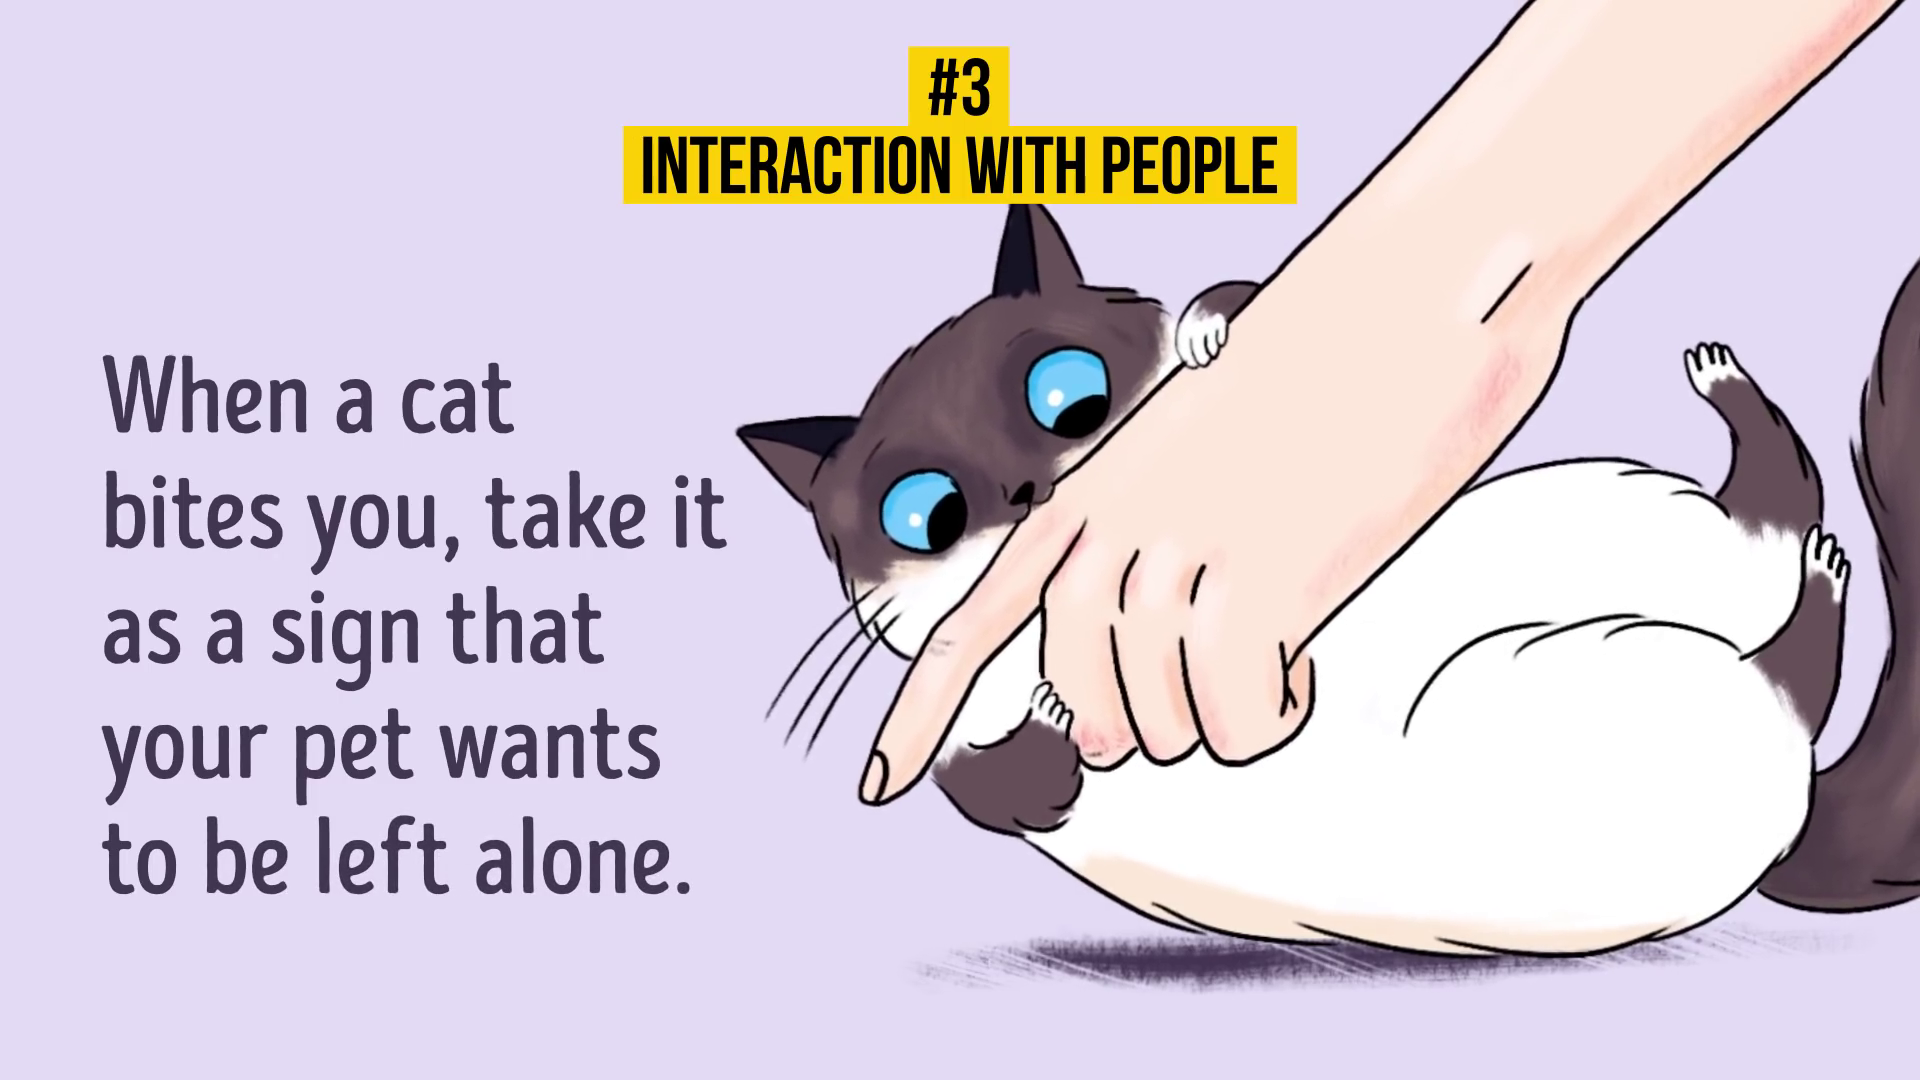 #3
INTERACTION WITH PEOPLE
When a cat
bites you, take it
as a sign that
your pet wants
to be left alone.